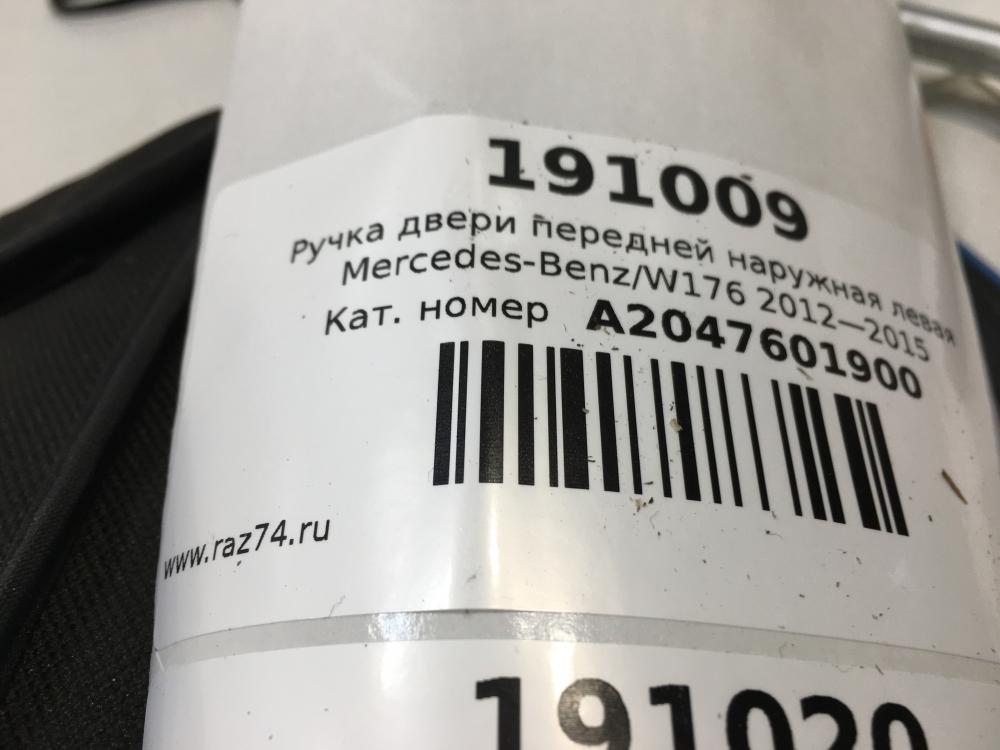 191009
Ручка двери передней наружная левая
Mercedes-Benz/W176 2012—2015
Кат. номер A2047601900
www.raz74.ru
191020